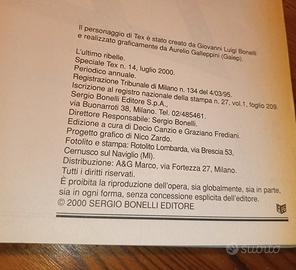 Il personaggio di Tex è stato creato da Giovanni Luigi Bonelli
e realizzato graficamente da Aurelio Galleppini (Galep).
L'ultimo ribelle.
Speciale Tex n. 14, luglio 2000.
Periodico annuale.
Registrazione Tribunale di Milano n. 134 del 4/03/95.
Iscrizione al registro nazionale della stampa n. 27, vol.1, foglio 209.
Sergio Bonelli Editore S.p.A.,
via Buonarroti 38, Milano. Tel. 02/485461.
Direttore Responsabile: Sergio Bonelli.
Edizione a cura di Decio Canzio e Graziano Frediani.
Progetto grafico di Nico Zardo.
Fotolito e stampa: Rotolito Lombarda, via Brescia 53,
Cernusco sul Naviglio (MI).
Distribuzione: A&G Marco, via Fortezza 27, Milano.
Tutti i diritti riservati.
È proibita la riproduzione dell'opera, sia globalmente, sia in parte,
sia in ogni forma, senza concessione esplicita dell'editore.
© 2000 SERGIO BONELLI EDITORE
subito